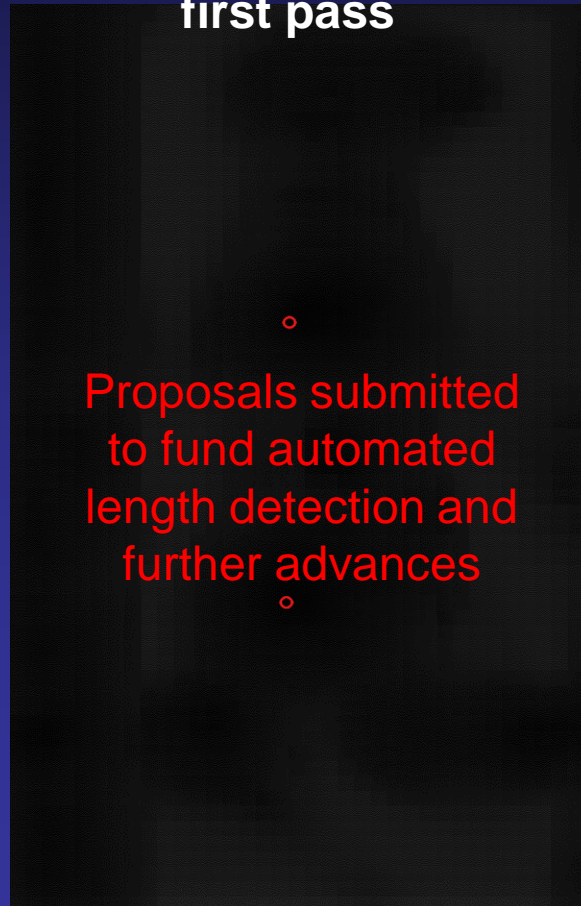 first pass
Proposals submitted
to fund automated
length detection and
further advances